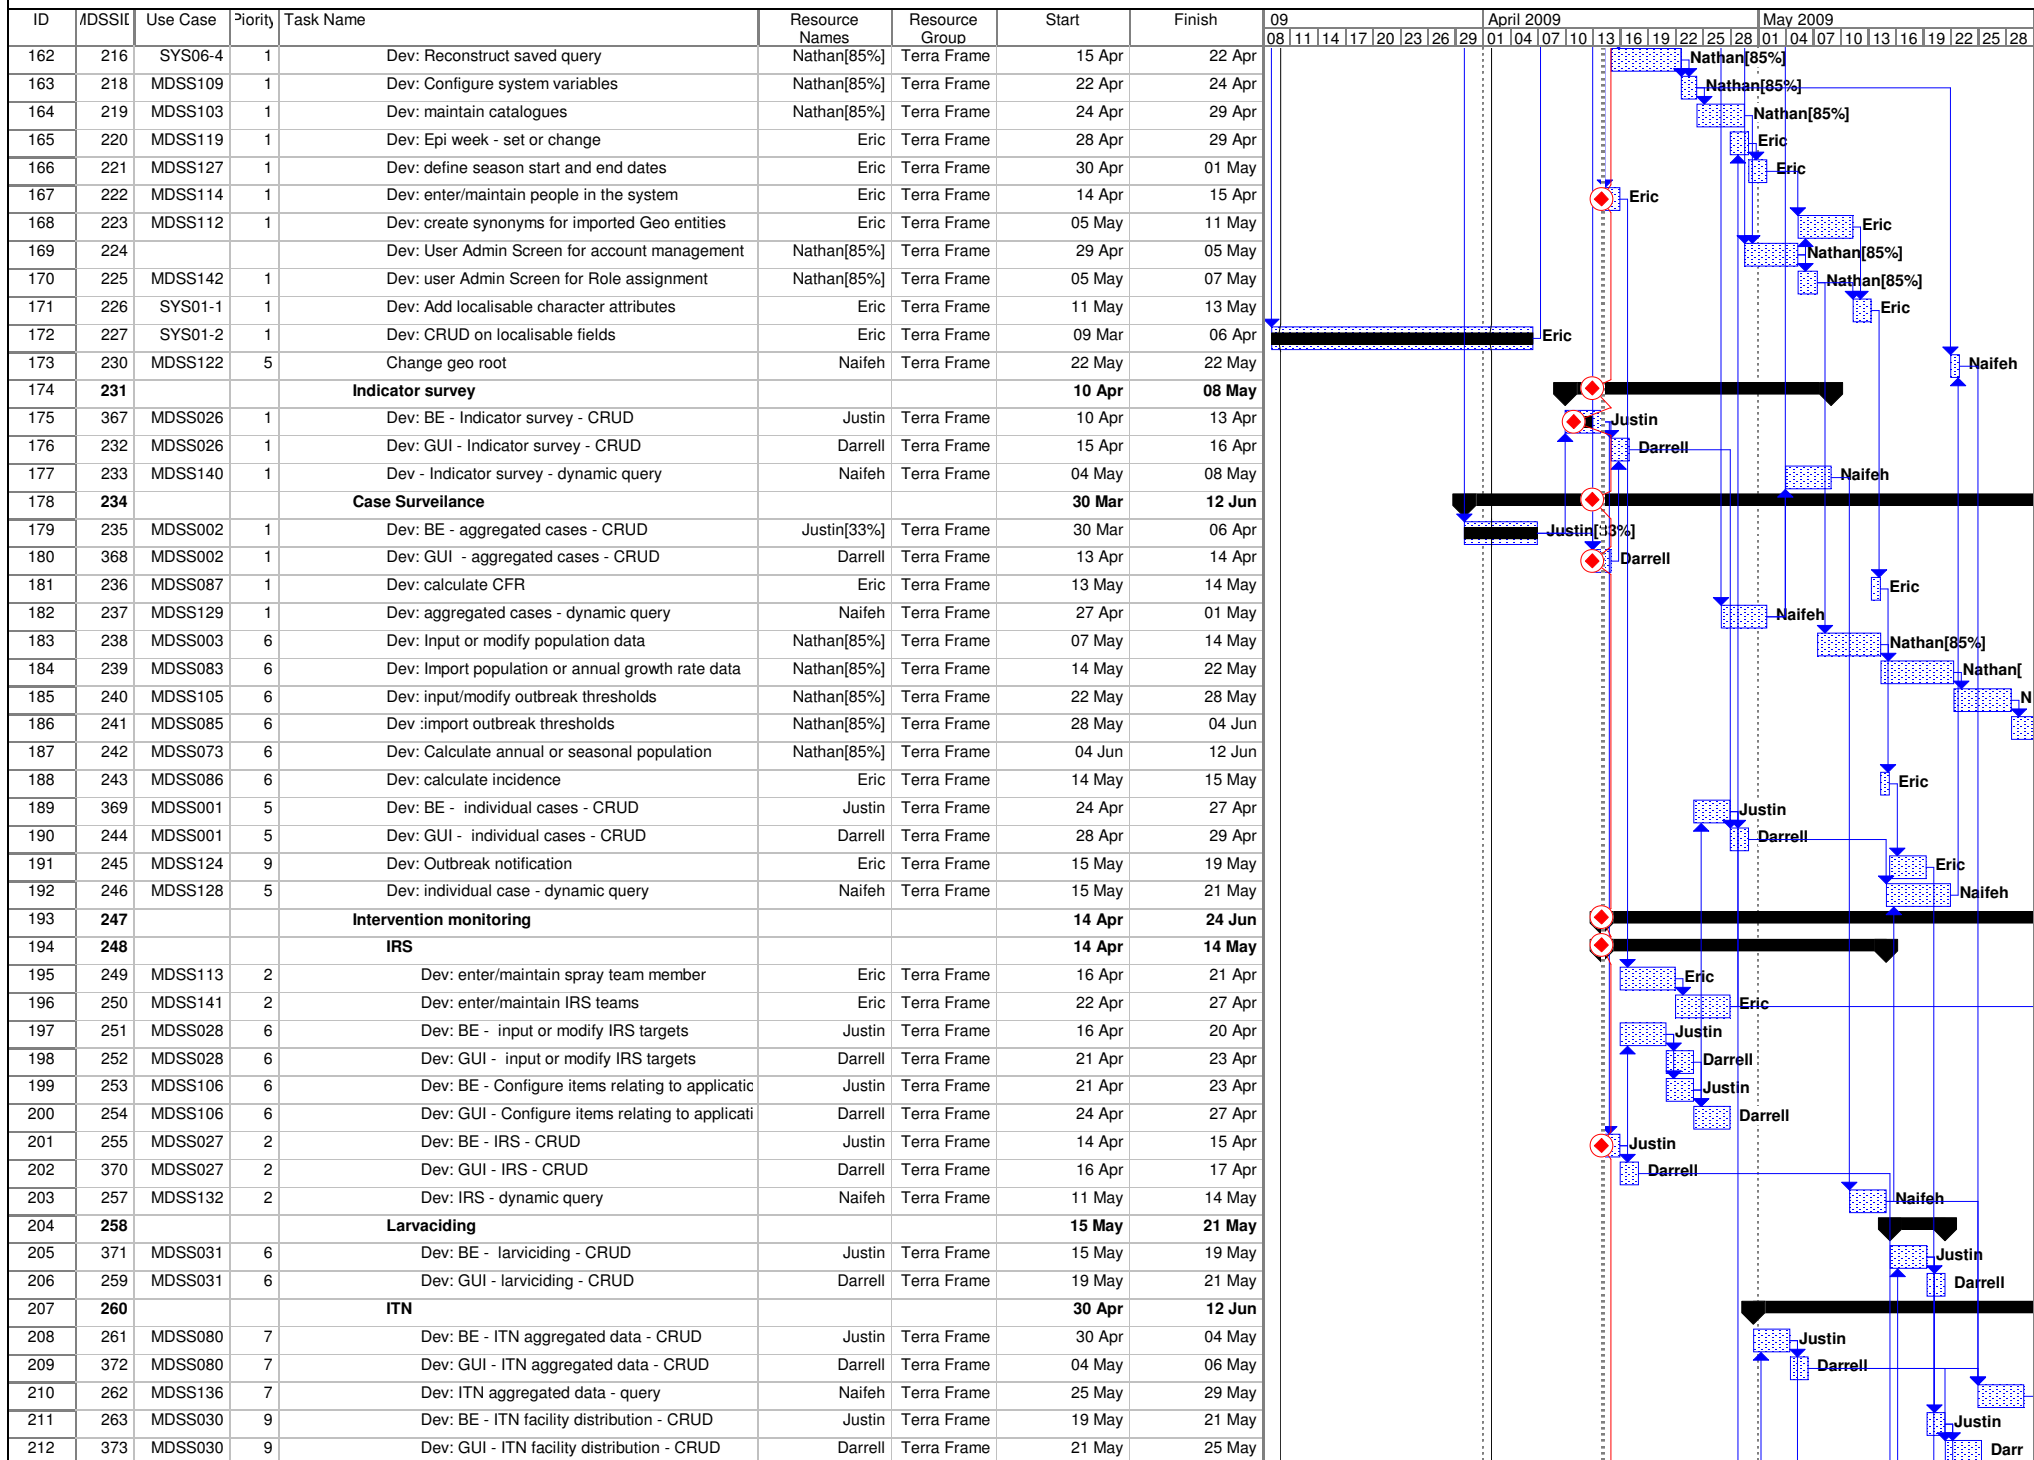 ID MDSSID Use Case Piority Task Name Resource Names Resource Group Start Finish 09 April 2009 May 2009
08 11 14 17 20 23 26 29 01 04 07 10 13 16 19 22 25 28 01 04 07 10 13 16 19 22 25 28
162 216 SYS06-4 1 Dev: Reconstruct saved query Nathan[85%] Terra Frame 15 Apr 22 Apr Nathan[85%]
163 218 MDSS109 1 Dev: Configure system variables Nathan[85%] Terra Frame 22 Apr 24 Apr Nathan[85%]
164 219 MDSS103 1 Dev: maintain catalogues Nathan[85%] Terra Frame 24 Apr 29 Apr Nathan[85%]
165 220 MDSS119 1 Dev: Epi week - set or change Eric Terra Frame 28 Apr 29 Apr Eric
166 221 MDSS127 1 Dev: define season start and end dates Eric Terra Frame 30 Apr 01 May Eric
167 222 MDSS114 1 Dev: enter/maintain people in the system Eric Terra Frame 14 Apr 15 Apr Eric
168 223 MDSS112 1 Dev: create synonyms for imported Geo entities Eric Terra Frame 05 May 11 May Eric
169 224 Dev: User Admin Screen for account management Nathan[85%] Terra Frame 29 Apr 05 May Nathan[85%]
170 225 MDSS142 1 Dev: user Admin Screen for Role assignment Nathan[85%] Terra Frame 05 May 07 May Nathan[85%]
171 226 SYS01-1 1 Dev: Add localisable character attributes Eric Terra Frame 11 May 13 May Eric
172 227 SYS01-2 1 Dev: CRUD on localisable fields Eric Terra Frame 09 Mar 06 Apr Eric
173 230 MDSS122 5 Change geo root Naifeh Terra Frame 22 May 22 May Naifeh
174 231 Indicator survey 10 Apr 08 May
175 367 MDSS026 1 Dev: BE - Indicator survey - CRUD Justin Terra Frame 10 Apr 13 Apr Justin
176 232 MDSS026 1 Dev: GUI - Indicator survey - CRUD Darrell Terra Frame 15 Apr 16 Apr Darrell
177 233 MDSS140 1 Dev - Indicator survey - dynamic query Naifeh Terra Frame 04 May 08 May Naifeh
178 234 Case Surveilance 30 Mar 12 Jun
179 235 MDSS002 1 Dev: BE - aggregated cases - CRUD Justin[33%] Terra Frame 30 Mar 06 Apr Justin[33%]
180 368 MDSS002 1 Dev: GUI - aggregated cases - CRUD Darrell Terra Frame 13 Apr 14 Apr Darrell
181 236 MDSS087 1 Dev: calculate CFR Eric Terra Frame 13 May 14 May Eric
182 237 MDSS129 1 Dev: aggregated cases - dynamic query Naifeh Terra Frame 27 Apr 01 May Naifeh
183 238 MDSS003 6 Dev: Input or modify population data Nathan[85%] Terra Frame 07 May 14 May Nathan[85%]
184 239 MDSS083 6 Dev: Import population or annual growth rate data Nathan[85%] Terra Frame 14 May 22 May Nathan[
185 240 MDSS105 6 Dev: input/modify outbreak thresholds Nathan[85%] Terra Frame 22 May 28 May N
186 241 MDSS085 6 Dev :import outbreak thresholds Nathan[85%] Terra Frame 28 May 04 Jun
187 242 MDSS073 6 Dev: Calculate annual or seasonal population Nathan[85%] Terra Frame 04 Jun 12 Jun
188 243 MDSS086 6 Dev: calculate incidence Eric Terra Frame 14 May 15 May Eric
189 369 MDSS001 5 Dev: BE - individual cases - CRUD Justin Terra Frame 24 Apr 27 Apr Justin
190 244 MDSS001 5 Dev: GUI - individual cases - CRUD Darrell Terra Frame 28 Apr 29 Apr Darrell
191 245 MDSS124 9 Dev: Outbreak notification Eric Terra Frame 15 May 19 May Eric
192 246 MDSS128 5 Dev: individual case - dynamic query Naifeh Terra Frame 15 May 21 May Naifeh
193 247 Intervention monitoring 14 Apr 24 Jun
194 248 IRS 14 Apr 14 May
195 249 MDSS113 2 Dev: enter/maintain spray team member Eric Terra Frame 16 Apr 21 Apr Eric
196 250 MDSS141 2 Dev: enter/maintain IRS teams Eric Terra Frame 22 Apr 27 Apr Eric
197 251 MDSS028 6 Dev: BE - input or modify IRS targets Justin Terra Frame 16 Apr 20 Apr Justin
198 252 MDSS028 6 Dev: GUI - input or modify IRS targets Darrell Terra Frame 21 Apr 23 Apr Darrell
199 253 MDSS106 6 Dev: BE - Configure items relating to applicatic Justin Terra Frame 21 Apr 23 Apr Justin
200 254 MDSS106 6 Dev: GUI - Configure items relating to applicati Darrell Terra Frame 24 Apr 27 Apr Darrell
201 255 MDSS027 2 Dev: BE - IRS - CRUD Justin Terra Frame 14 Apr 15 Apr Justin
202 370 MDSS027 2 Dev: GUI - IRS - CRUD Darrell Terra Frame 16 Apr 17 Apr Darrell
203 257 MDSS132 2 Dev: IRS - dynamic query Naifeh Terra Frame 11 May 14 May Naifeh
204 258 Larvaciding 15 May 21 May
205 371 MDSS031 6 Dev: BE - larviciding - CRUD Justin Terra Frame 15 May 19 May Justin
206 259 MDSS031 6 Dev: GUI - larviciding - CRUD Darrell Terra Frame 19 May 21 May Darrell
207 260 ITN 30 Apr 12 Jun
208 261 MDSS080 7 Dev: BE - ITN aggregated data - CRUD Justin Terra Frame 30 Apr 04 May Justin
209 372 MDSS080 7 Dev: GUI - ITN aggregated data - CRUD Darrell Terra Frame 04 May 06 May Darrell
210 262 MDSS136 7 Dev: ITN aggregated data - query Naifeh Terra Frame 25 May 29 May
211 263 MDSS030 9 Dev: BE - ITN facility distribution - CRUD Justin Terra Frame 19 May 21 May Justin
212 373 MDSS030 9 Dev: GUI - ITN facility distribution - CRUD Darrell Terra Frame 21 May 25 May Darr